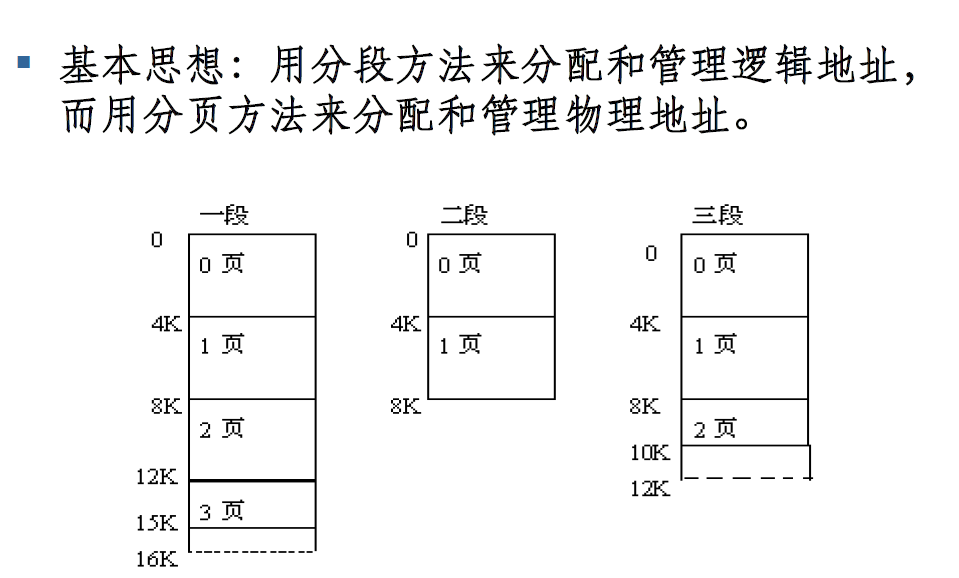 ▪ 基本思想：用分段方法来分配和管理逻辑地址，
而用分页方法来分配和管理物理地址。
一段
0
0 页
4K
1 页
8K
2 页
12K
3 页
15K
16K
二段
0
0 页
4K
1 页
8K
三段
0
0 页
4K
1 页
8K
2 页
10K
12K